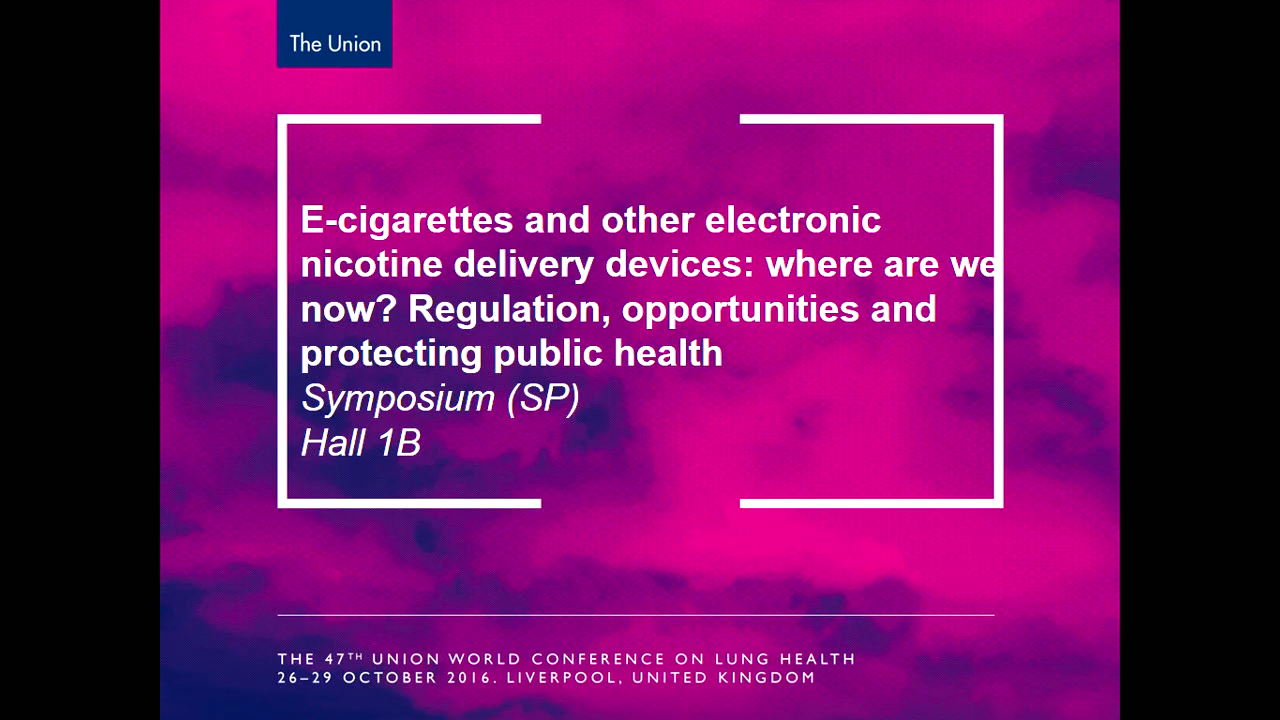 The Union
E-cigarettes and other electronic
nicotine delivery devices: where are we
now? Regulation, opportunities and
protecting public health
Symposium (SP)
Hall 1B
THE 47TH UNION WORLD CONFERENCE ON LUNG HEALTH
26–29 OCTOBER 2016. LIVERPOOL, UNITED KINGDOM